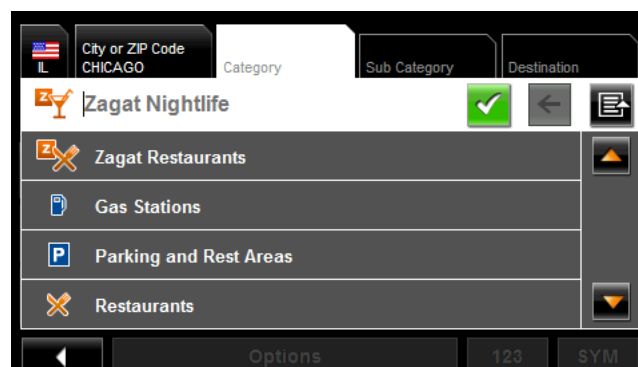 IL
City or ZIP Code
CHICAGO
Category
Sub Category
Destination
Z
Zagat Nightlife
Z
Zagat Restaurants
Gas Stations
P
Parking and Rest Areas
Restaurants
Options
123
SYM